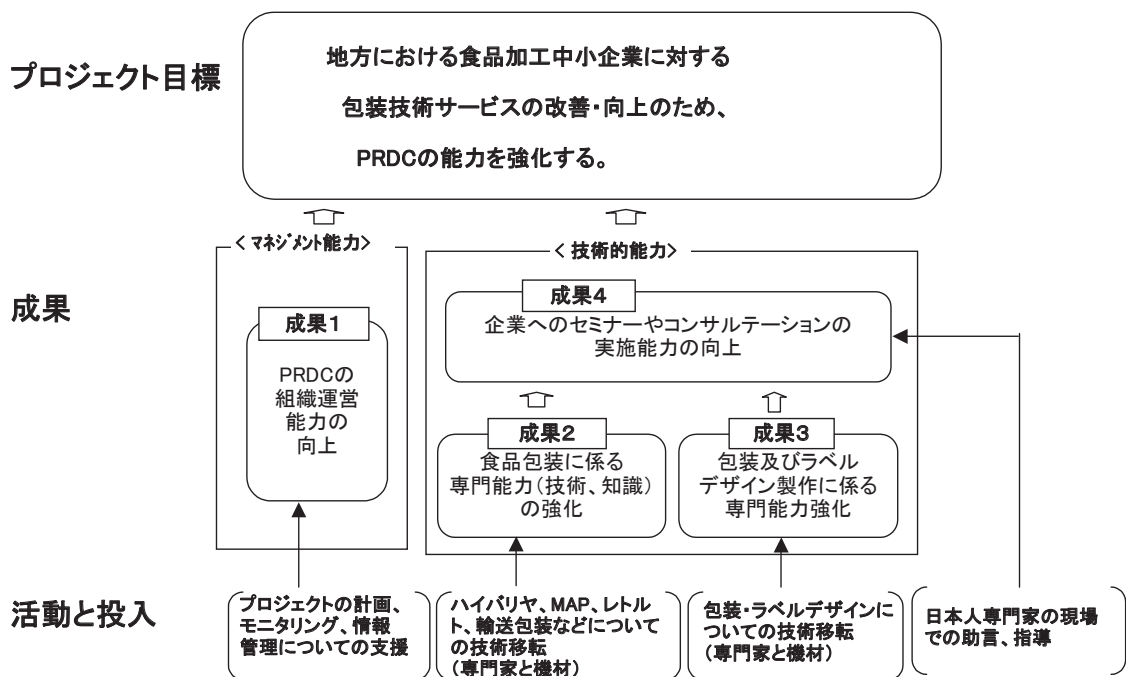 プロジェクト目標
地方における食品加工中小企業に対する
包装技術サービスの改善・向上のため、
PRDCの能力を強化する。
<マネジメント能力>
<技術的能力>
成果
成果1
PRDCの
組織運営
能力の
向上
成果4
企業へのセミナーやコンサルテーションの
実施能力の向上
成果2
食品包装に係る
専門能力(技術、知識)
の強化
成果3
包装及びラベル
デザイン製作に係る
専門能力強化
活動と投入
プロジェクトの計画、
モニタリング、情報
管理についての支援
ハイバリヤ、MAP、レトル
ト、輸送包装などについて
の技術移転
(専門家と機材)
包装・ラベルデザインに
ついての技術移転
(専門家と機材)
日本人専門家の現場
での助言、指導